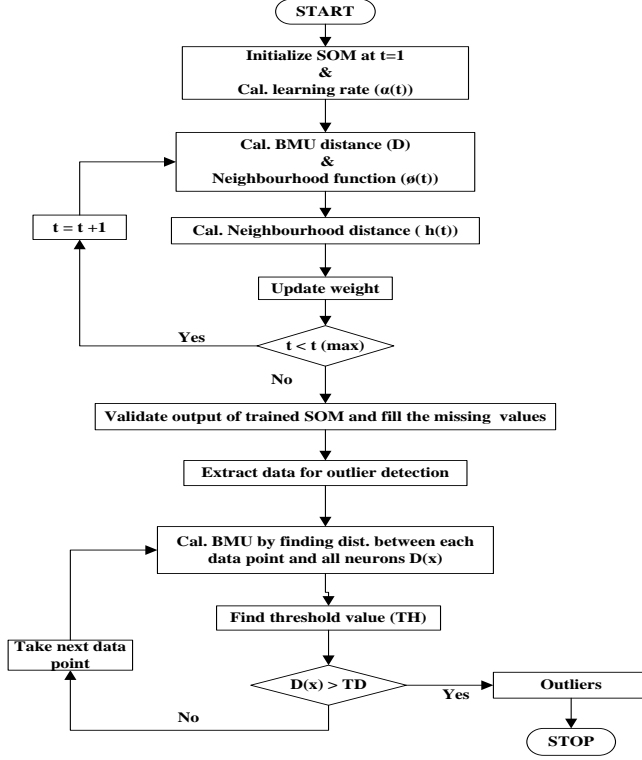 START
Initialize SOM at t=1
&
Cal. learning rate (α(t))
Cal. BMU distance (D)
&
Neighbourhood function (ø(t))
t = t +1
Cal. Neighbourhood distance ( h(t))
Update weight
Yes
t < t (max)
No
Validate output of trained SOM and fill the missing values
Extract data for outlier detection
Cal. BMU by finding dist. between each
data point and all neurons D(x)
Find threshold value (TH)
Take next data
point
D(x) > TD
Yes
Outliers
No
STOP